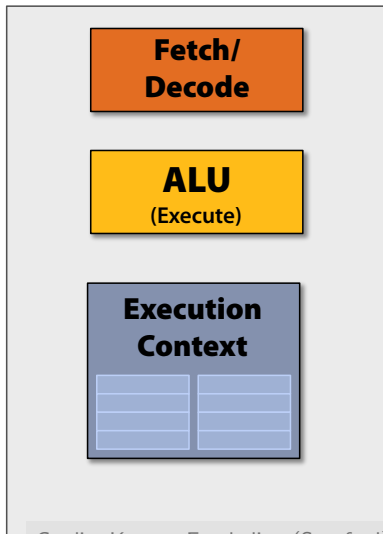 Fetch/
Decode
ALU
(Execute)
Execution
Context